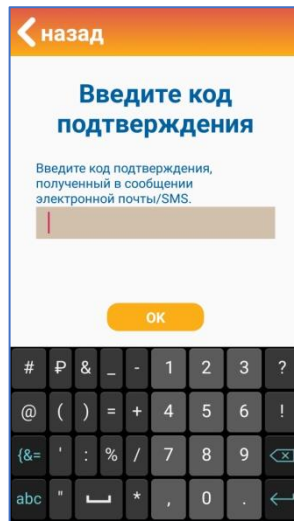 назад
Введите код
подтверждения
Введите код подтверждения,
полученный в сообщении
электронной почты/SMS.
OK
# ₽ & _ - 1 2 3 ?
@ ( ) = + 4 5 6 !
{&= ' : % / 7 8 9
abc " * , 0 .